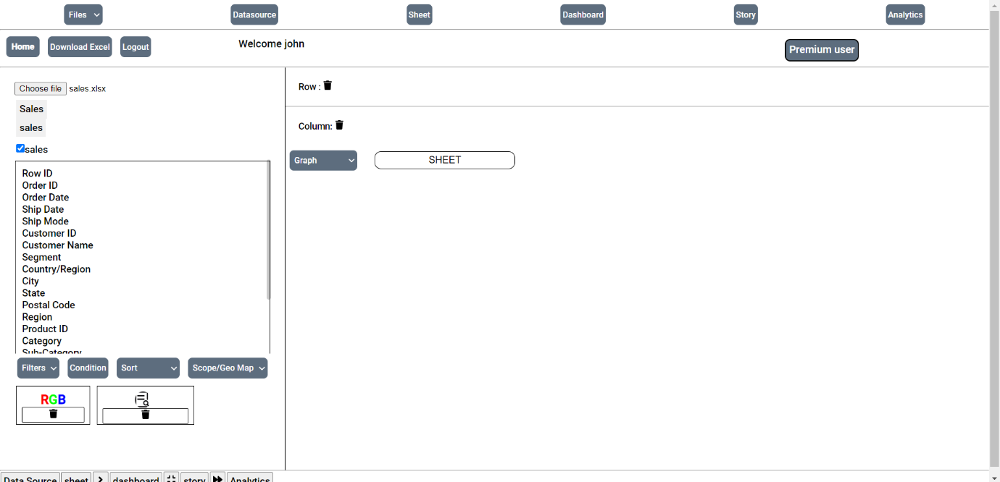 Files Datasource Sheet Dashboard Story Analytics
Home Download Excel Logout Welcome john Premium user
Choose file sales.xlsx
Sales
sales
sales
Row ID
Order ID
Order Date
Ship Date
Ship Mode
Customer ID
Customer Name
Segment
Country/Region
City
State
Postal Code
Region
Product ID
Category
Sub-Category
Filters Condition Sort Scope/Geo Map
RGB
Row :
Column:
Graph SHEET
Data Source sheet dashboard story Analytics